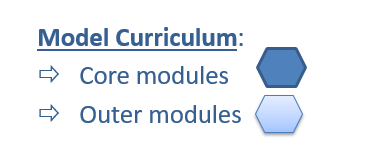 Model Curriculum:
⇨ Core modules
⇨ Outer modules